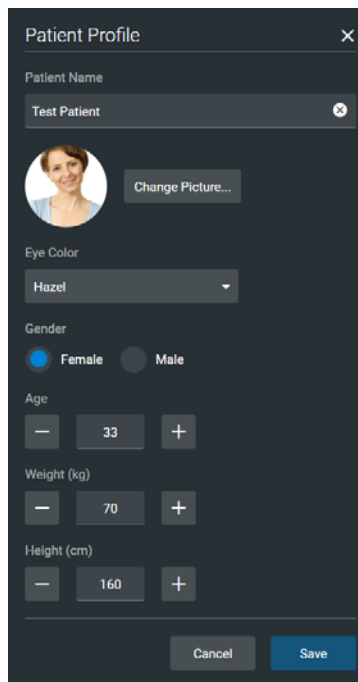 Patient Profile
Patient Name
Test Patient
Change Picture...
Eye Color
Hazel
Gender
Female Male
Age
33
Weight (kg)
70
Height (cm)
160
Cancel Save